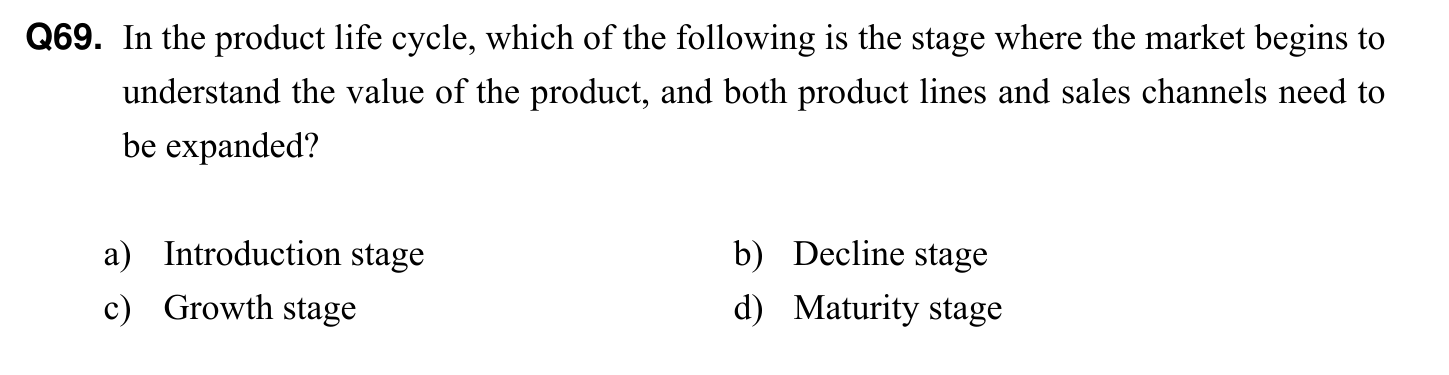 Q69. In the product life cycle, which of the following is the stage where the market begins to
understand the value of the product, and both product lines and sales channels need to
be expanded?
a) Introduction stage b) Decline stage
c) Growth stage d) Maturity stage